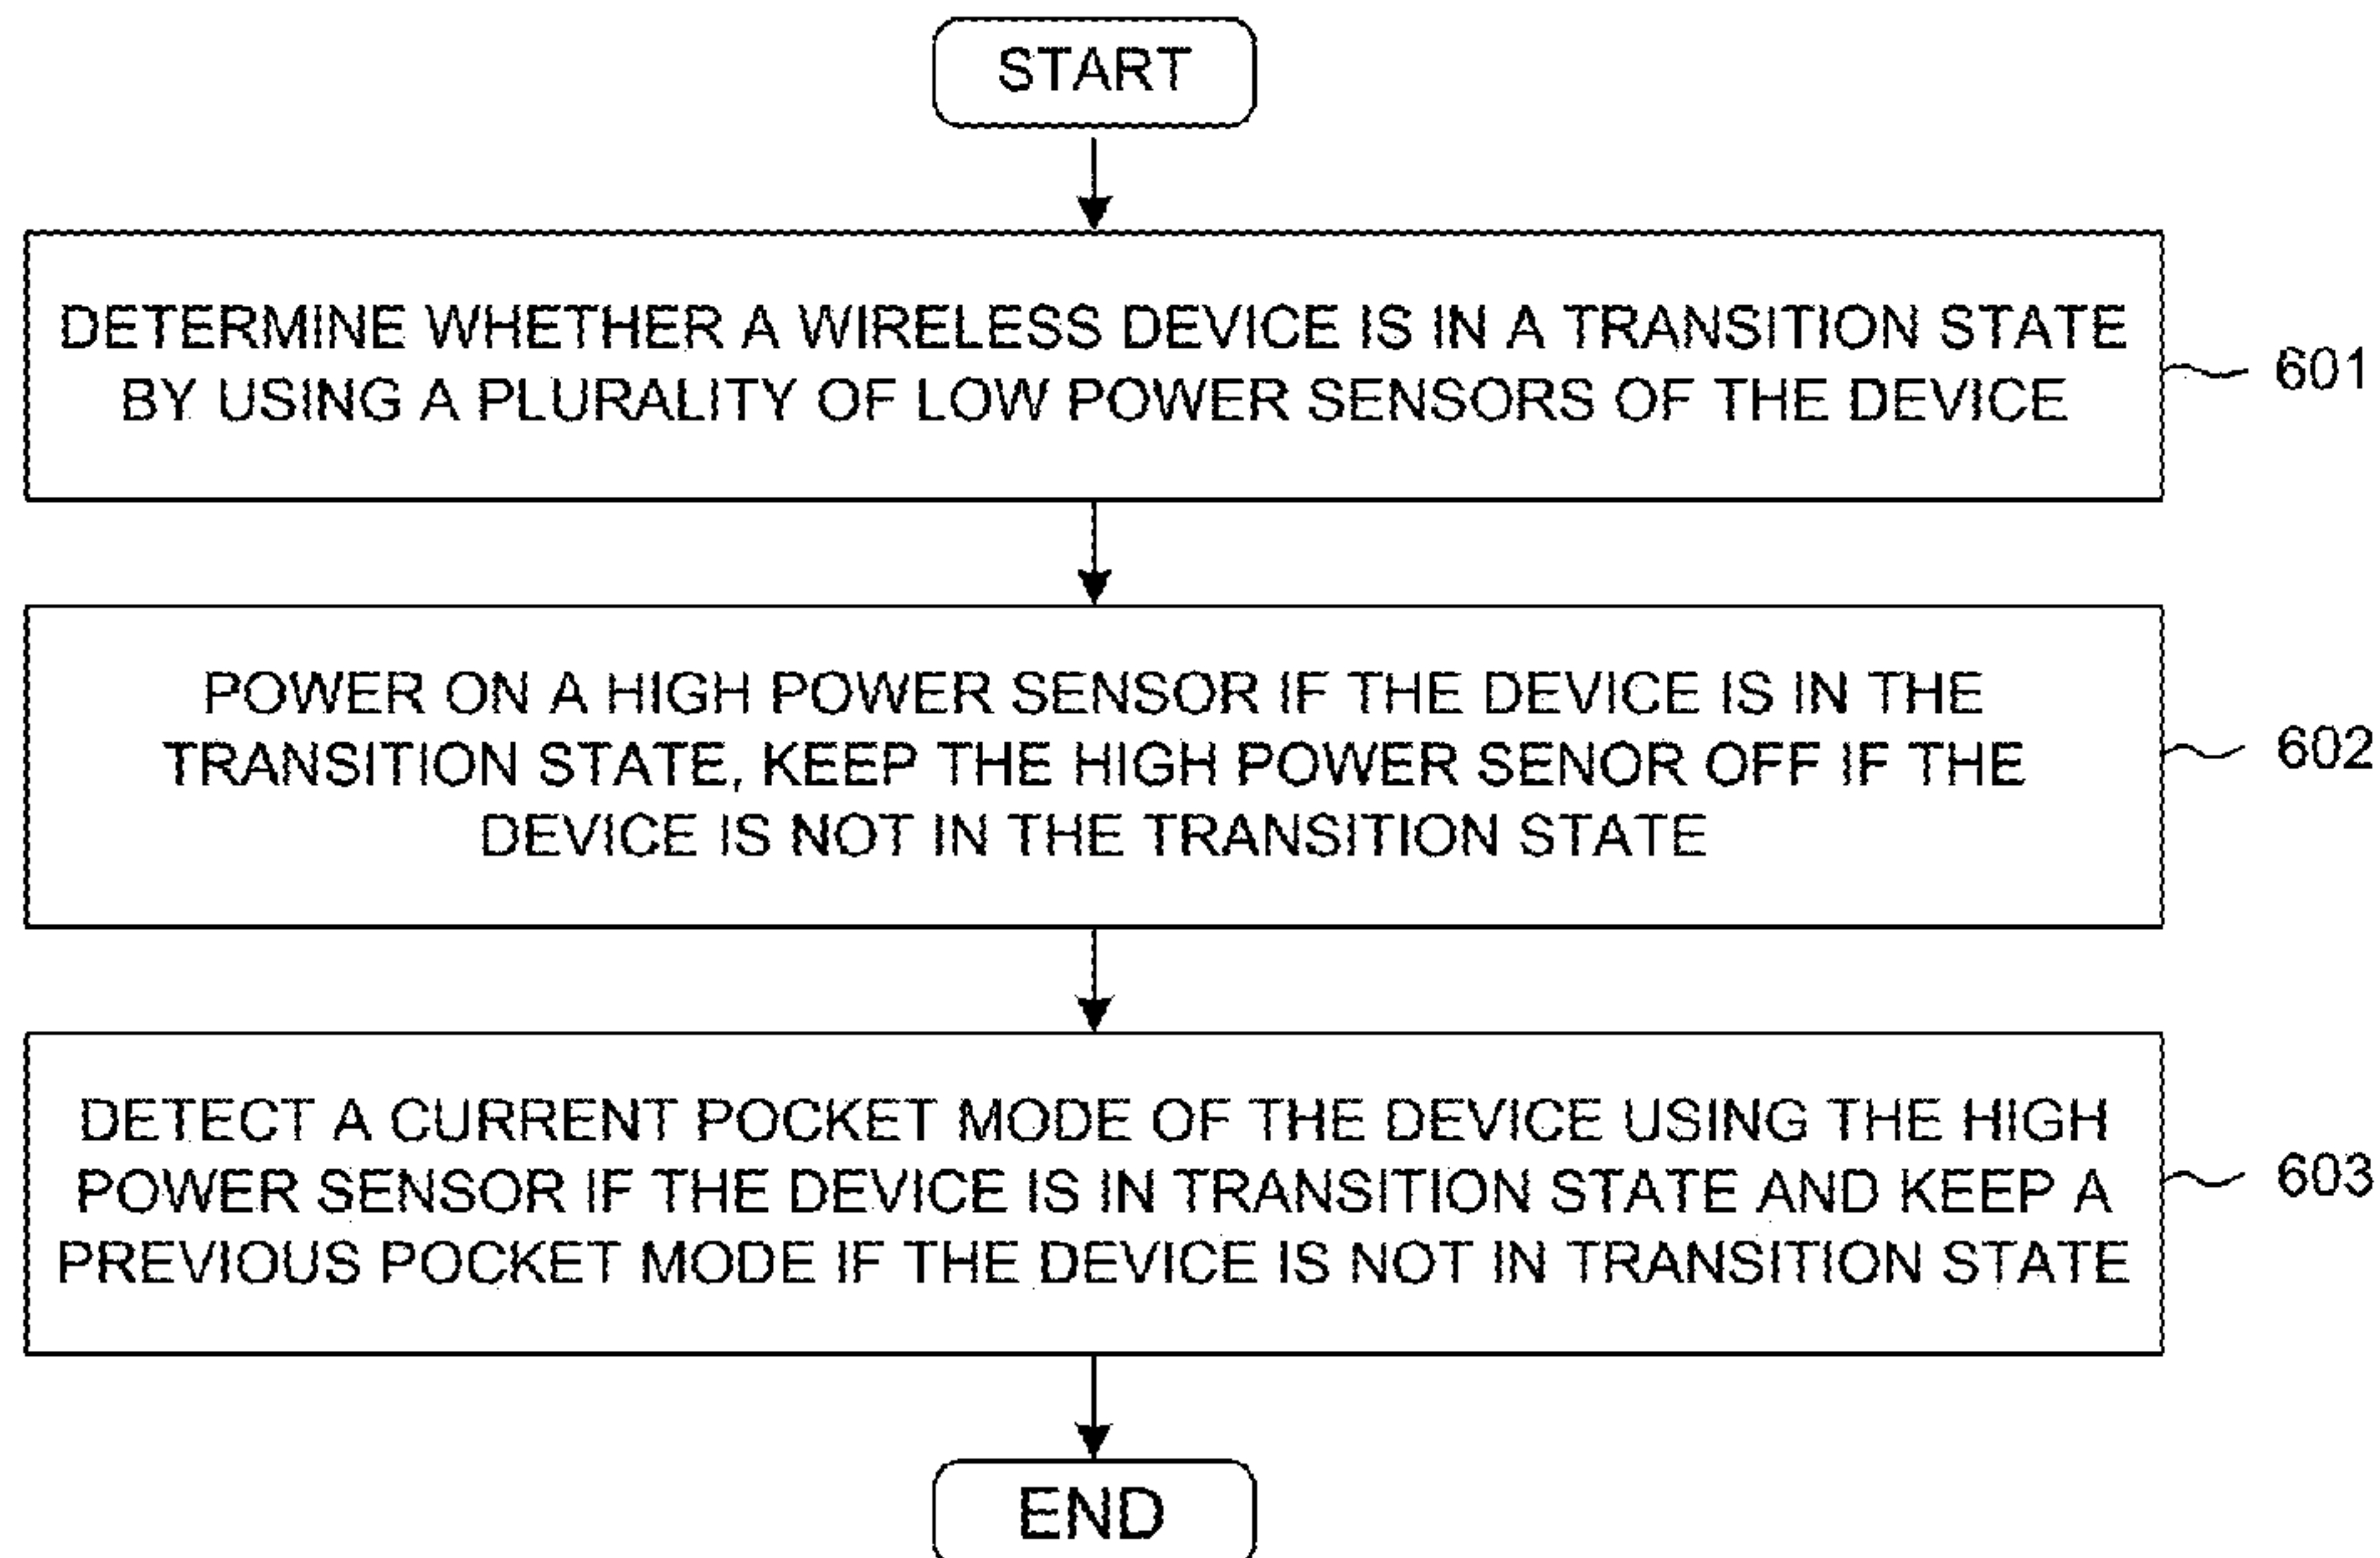 START
DETERMINE WHETHER A WIRELESS DEVICE IS IN A TRANSITION STATE
BY USING A PLURALITY OF LOW POWER SENSORS OF THE DEVICE
601
POWER ON A HIGH POWER SENSOR IF THE DEVICE IS IN THE
TRANSITION STATE, KEEP THE HIGH POWER SENOR OFF IF THE
DEVICE IS NOT IN THE TRANSITION STATE
602
DETECT A CURRENT POCKET MODE OF THE DEVICE USING THE HIGH
POWER SENSOR IF THE DEVICE IS IN TRANSITION STATE AND KEEP A
PREVIOUS POCKET MODE IF THE DEVICE IS NOT IN TRANSITION STATE
603
END